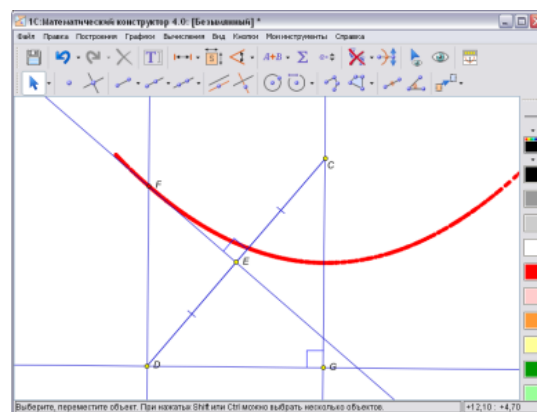 1С:Математический конструктор 4.0: [Безымянный] *
Файл Правка Построения Графики Вычисления Вид Кнопки Мои инструменты Справка
T S A+B Σ
C
F
E
D
G
Выберите, переместите объект. При нажатых Shift или Ctrl можно выбрать несколько объектов. +12,10 : +4,70